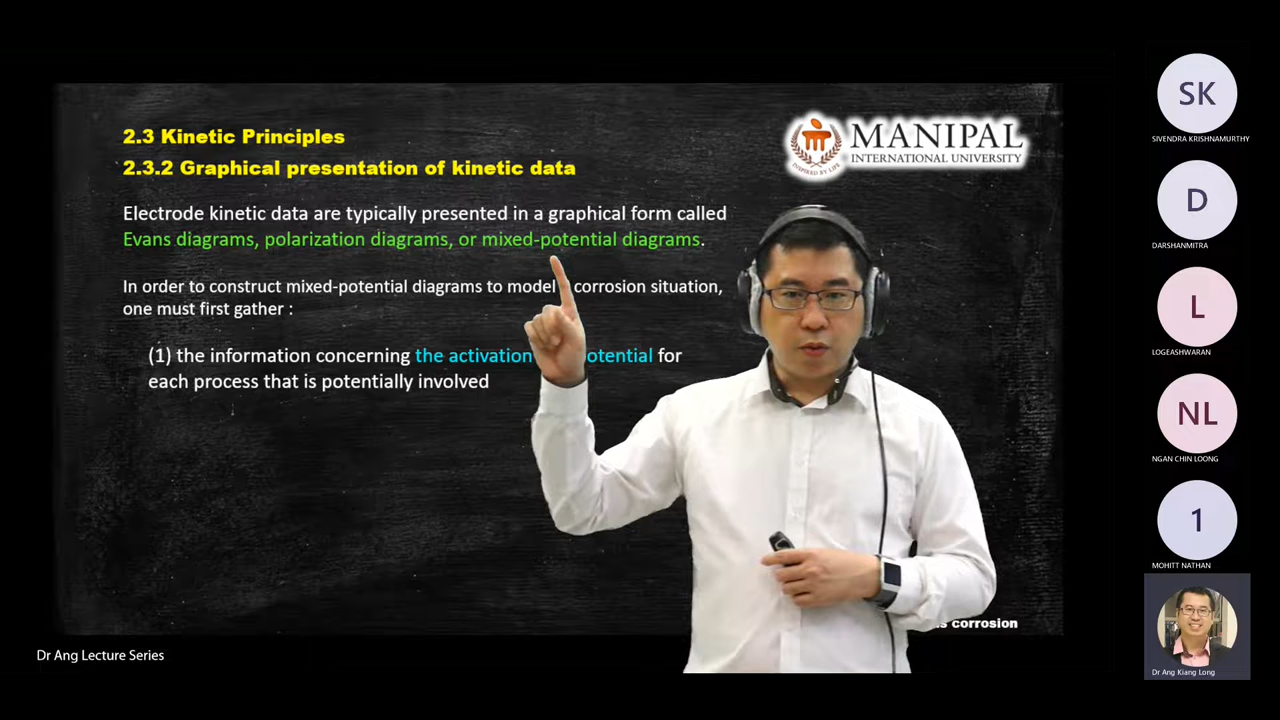 2.3 Kinetic Principles
2.3.2 Graphical presentation of kinetic data
MANIPAL
INTERNATIONAL UNIVERSITY
INSPIRED BY LIFE
Electrode kinetic data are typically presented in a graphical form called
Evans diagrams, polarization diagrams, or mixed-potential diagrams.
In order to construct mixed-potential diagrams to model corrosion situation,
one must first gather :
(1) the information concerning the activation otential for
each process that is potentially involved
s corrosion
Dr Ang Lecture Series
SK
SIVENDRA KRISHNAMURTHY
D
DARSHANMITRA
L
LOGEASHWARAN
NL
NGAN CHIN LOONG
1
MOHITT NATHAN
Dr Ang Kiang Long